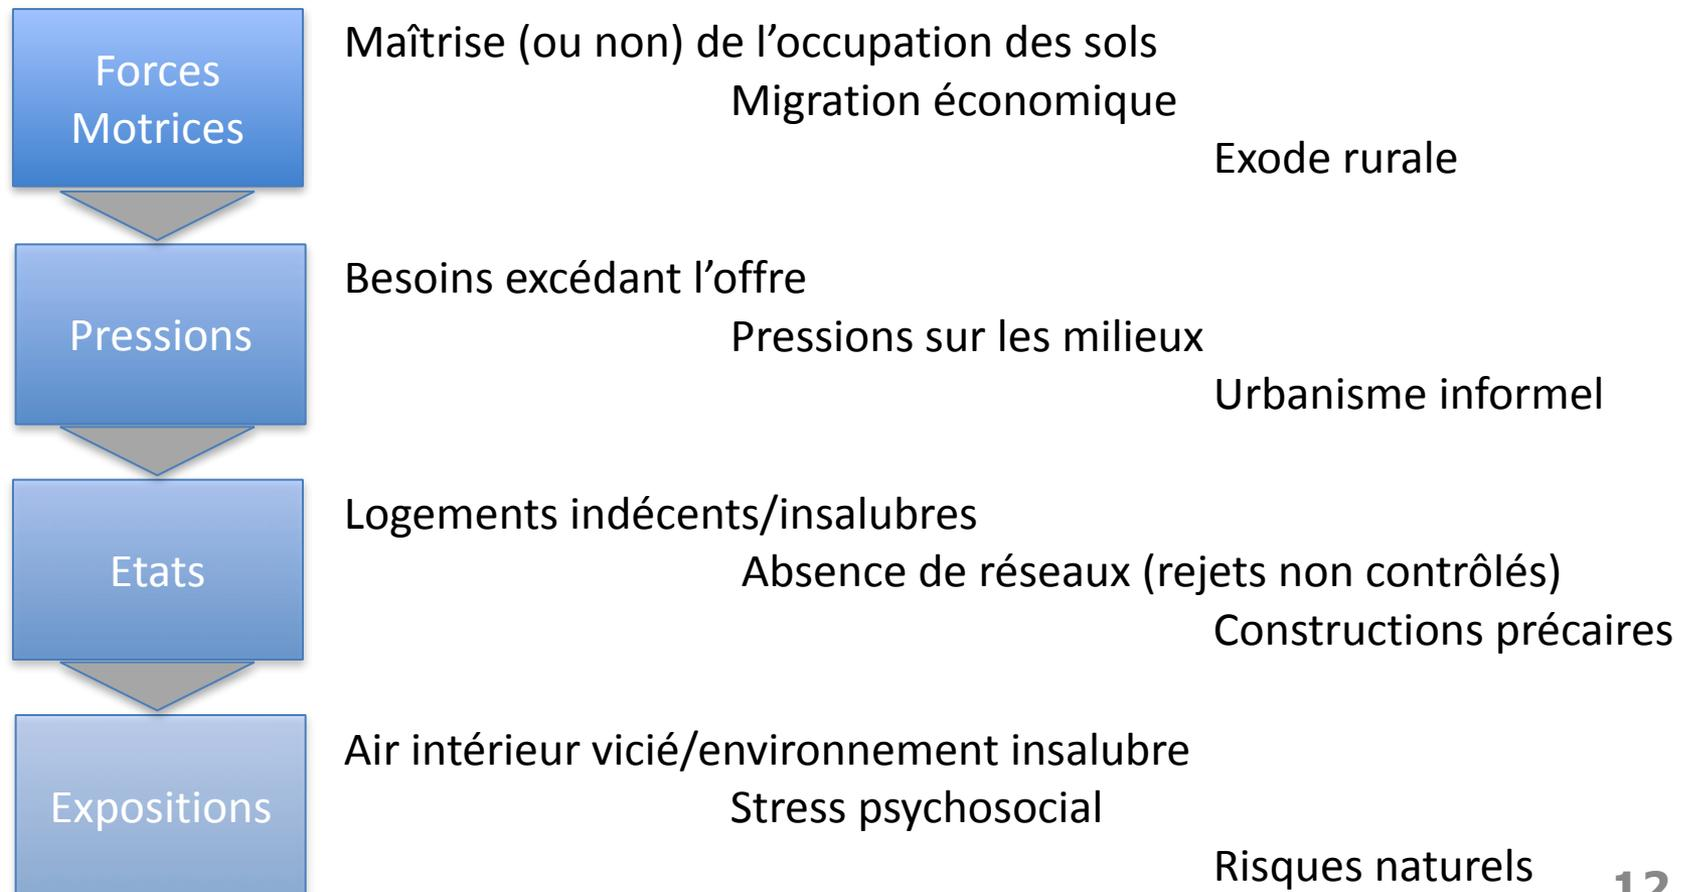 Forces
Motrices
Maîtrise (ou non) de l’occupation des sols
Migration économique
Exode rurale
Pressions
Besoins excédant l’offre
Pressions sur les milieux
Urbanisme informel
Etats
Logements indécents/insalubres
Absence de réseaux (rejets non contrôlés)
Constructions précaires
Expositions
Air intérieur vicié/environnement insalubre
Stress psychosocial
Risques naturels
12